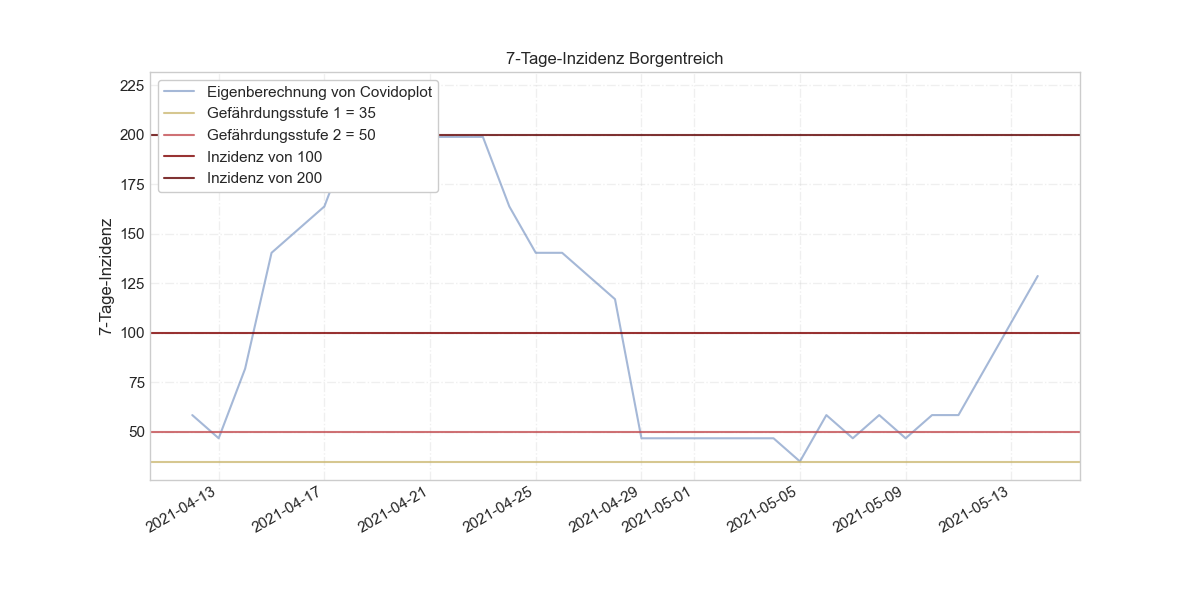 7-Tage-Inzidenz Borgentreich
225
200
175
150
125
100
75
50
7-Tage-Inzidenz
Eigenberechnung von Covidoplot
Gefährdungsstufe 1 = 35
Gefährdungsstufe 2 = 50
Inzidenz von 100
Inzidenz von 200
2021-04-13
2021-04-17
2021-04-21
2021-04-25
2021-04-29
2021-05-01
2021-05-05
2021-05-09
2021-05-13